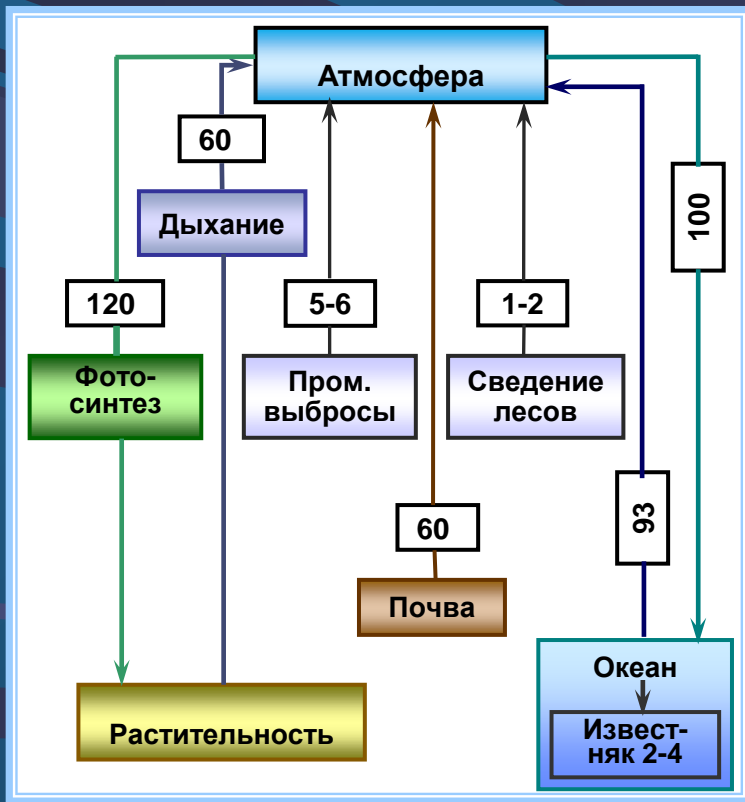 Атмосфера
60
Дыхание
100
120
5-6
1-2
Фото-
синтез
Пром.
выбросы
Сведение
лесов
93
60
Почва
Океан
Растительность
Извест-
няк 2-4